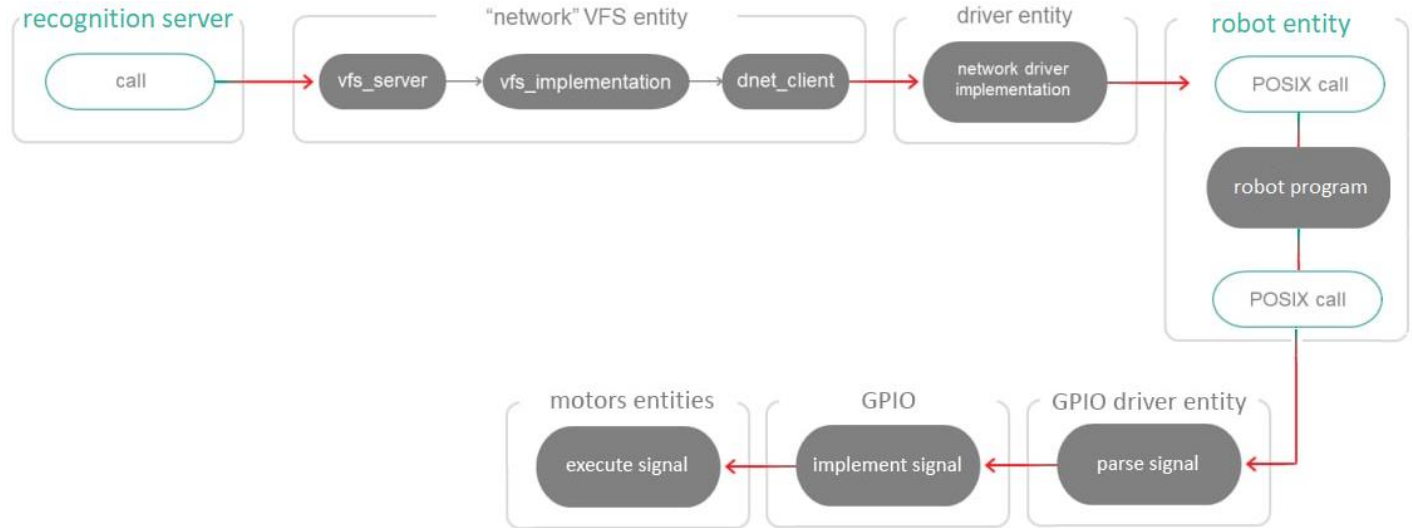 recognition server
call
“network” VFS entity
vfs_server
vfs_implementation
dnet_client
driver entity
network driver
implementation
robot entity
POSIX call
robot program
POSIX call
motors entities
execute signal
GPIO
implement signal
GPIO driver entity
parse signal